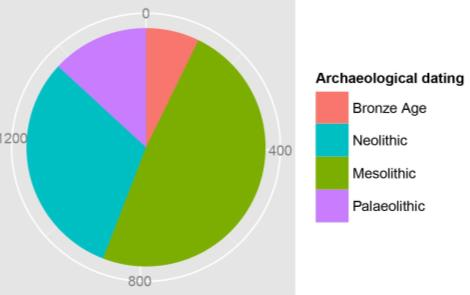 0
400
800
1200
Archaeological dating
Bronze Age
Neolithic
Mesolithic
Palaeolithic